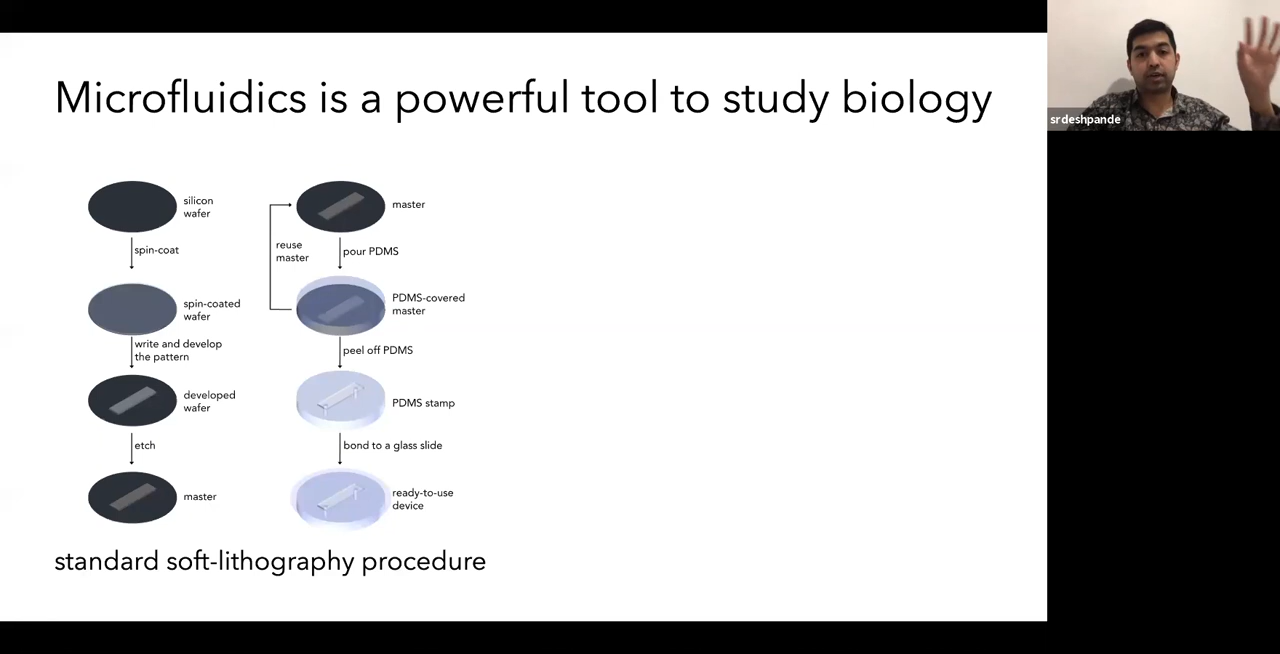 Microfluidics is a powerful tool to study biology
srdeshpande
silicon
wafer
spin-coat
spin-coated
wafer
write and develop
the pattern
developed
wafer
etch
master
master
reuse
master
pour PDMS
PDMS-covered
master
peel off PDMS
PDMS stamp
bond to a glass slide
ready-to-use
device
standard soft-lithography procedure